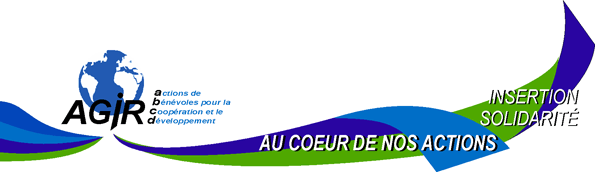 AGIR
actions de
bénévoles pour la
coopération et le
développement
INSERTION
SOLIDARITÉ
AU COEUR DE NOS ACTIONS